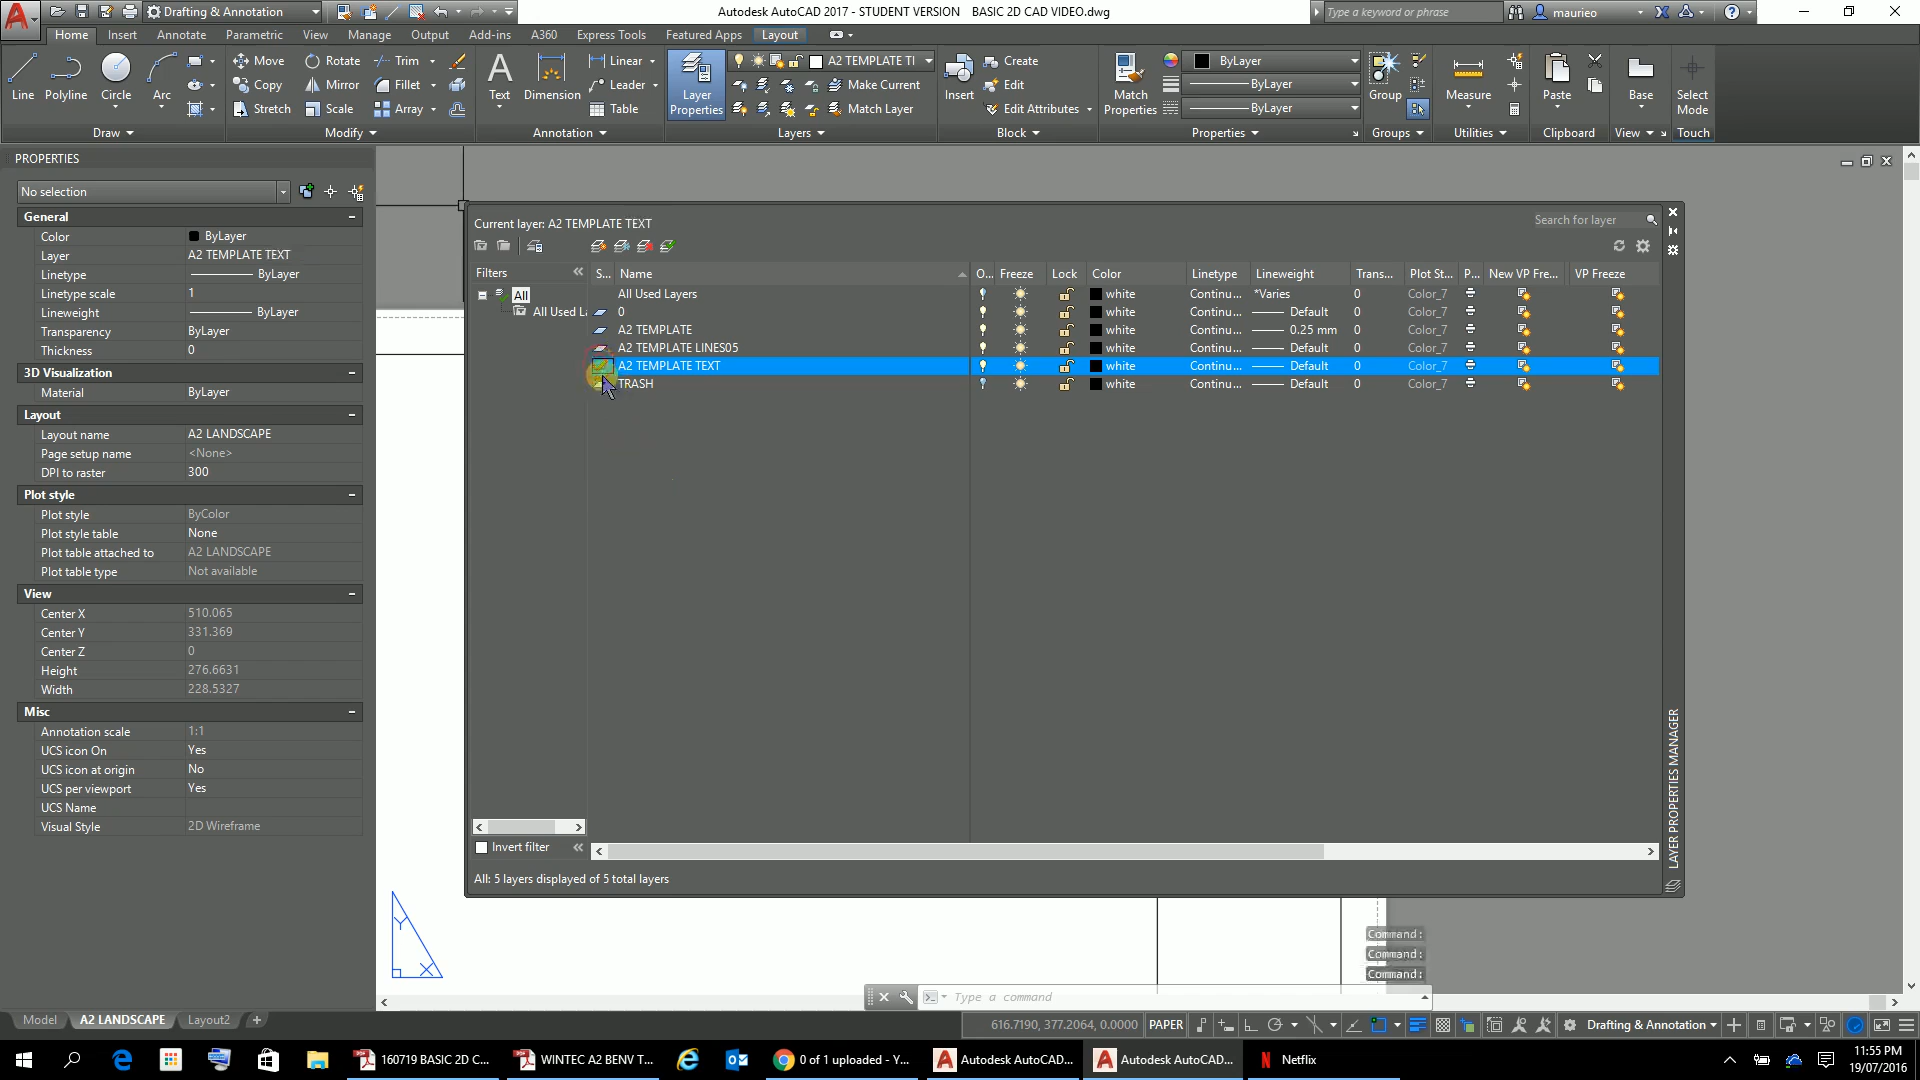 Drafting & Annotation
Autodesk AutoCAD 2017 - STUDENT VERSION BASIC 2D CAD VIDEO.dwg
Type a keyword or phrase
maurieo
Home Insert Annotate Parametric View Manage Output Add-ins A360 Express Tools Featured Apps Layout
Line Polyline Circle Arc
Move Rotate Trim
Copy Mirror Fillet
Stretch Scale Array
Text Dimension
Linear
Leader
Table
Layer Properties
A2 TEMPLATE TI
Make Current
Match Layer
Insert
Create
Edit
Edit Attributes
Match Properties
ByLayer
ByLayer
ByLayer
Group
Measure
Paste
Base
Select Mode
Draw Modify Annotation Layers Block Properties Groups Utilities Clipboard View Touch
PROPERTIES
No selection
General
Color ByLayer
Layer A2 TEMPLATE TEXT
Linetype ByLayer
Linetype scale 1
Lineweight ByLayer
Transparency ByLayer
Thickness 0
3D Visualization
Material ByLayer
Layout
Layout name A2 LANDSCAPE
Page setup name <None>
DPI to raster 300
Plot style
Plot style ByColor
Plot style table None
Plot table attached to A2 LANDSCAPE
Plot table type Not available
View
Center X 510.065
Center Y 331.369
Center Z 0
Height 276.6631
Width 228.5327
Misc
Annotation scale 1:1
UCS icon On Yes
UCS icon at origin No
UCS per viewport Yes
UCS Name
Visual Style 2D Wireframe
Current layer: A2 TEMPLATE TEXT
Search for layer
Filters
All
All Used La
S... Name O... Freeze Lock Color Linetype Lineweight Trans... Plot St... P... New VP Fre... VP Freeze
All Used Layers white Continu... *Varies 0 Color_7
0 white Continu... Default 0 Color_7
A2 TEMPLATE white Continu... 0.25 mm 0 Color_7
A2 TEMPLATE LINES05 white Continu... Default 0 Color_7
A2 TEMPLATE TEXT white Continu... Default 0 Color_7
TRASH white Continu... Default 0 Color_7
Invert filter
All: 5 layers displayed of 5 total layers
LAYER PROPERTIES MANAGER
Y
X
Command:
Command:
Command:
Type a command
Model A2 LANDSCAPE Layout2
616.7190, 377.2064, 0.0000 PAPER
Drafting & Annotation
160719 BASIC 2D C...
WINTEC A2 BENV T...
0 of 1 uploaded - Y...
Autodesk AutoCAD...
Autodesk AutoCAD...
Netflix
11:55 PM
19/07/2016